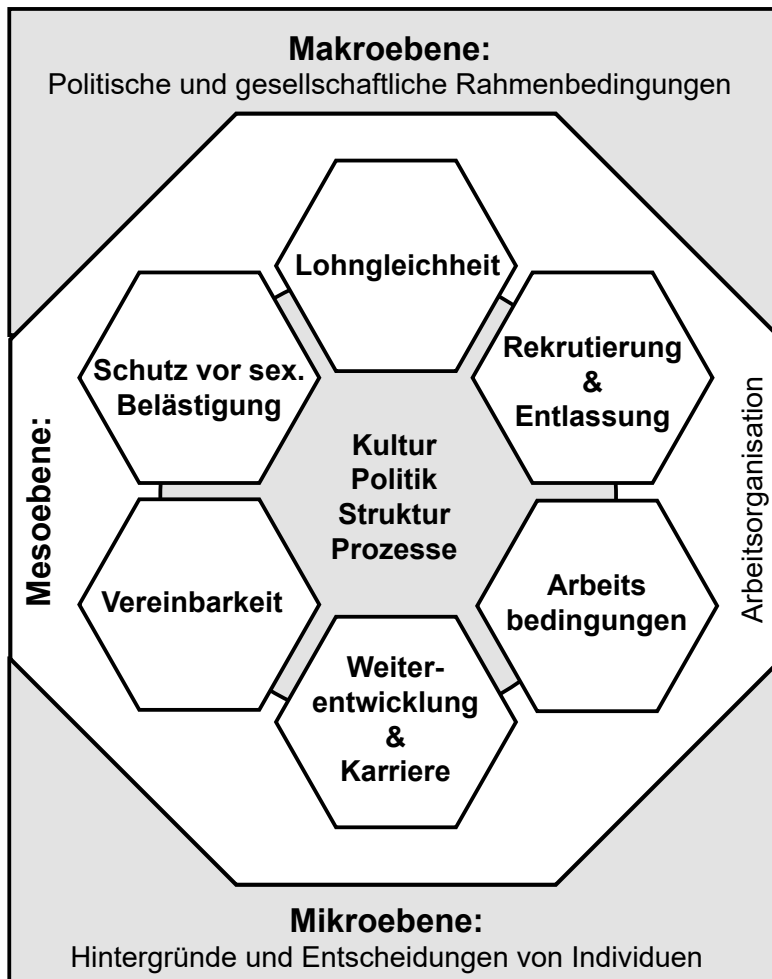 Makroebene:
Politische und gesellschaftliche Rahmenbedingungen
Lohngleichheit
Rekrutierung
&
Entlassung
Schutz vor sex.
Belästigung
Kultur
Politik
Struktur
Prozesse
Mesoebene:
Arbeitsorganisation
Vereinbarkeit
Arbeits
bedingungen
Weiter-
entwicklung
&
Karriere
Mikroebene:
Hintergründe und Entscheidungen von Individuen